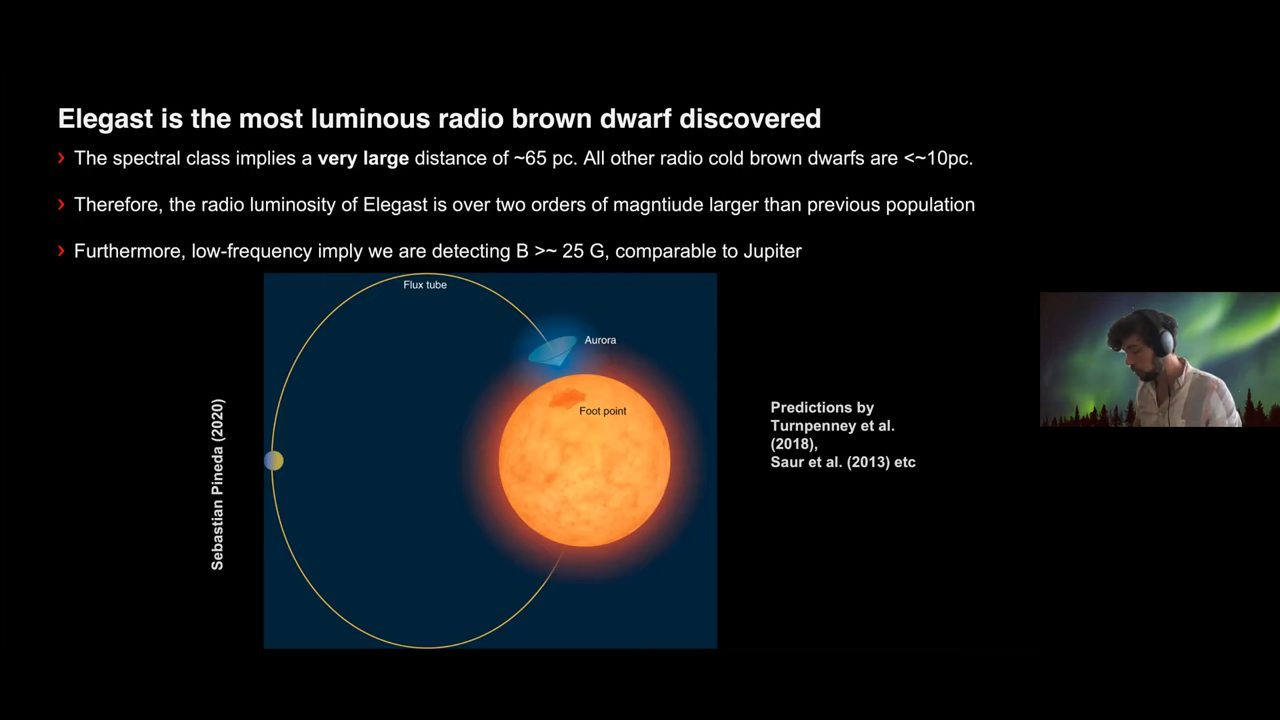 Elegast is the most luminous radio brown dwarf discovered
› The spectral class implies a very large distance of ~65 pc. All other radio cold brown dwarfs are <~10pc.
› Therefore, the radio luminosity of Elegast is over two orders of magntiude larger than previous population
› Furthermore, low-frequency imply we are detecting B >~ 25 G, comparable to Jupiter
Flux tube
Aurora
Foot point
Sebastian Pineda (2020)
Predictions by
Turnpenney et al.
(2018),
Saur et al. (2013) etc